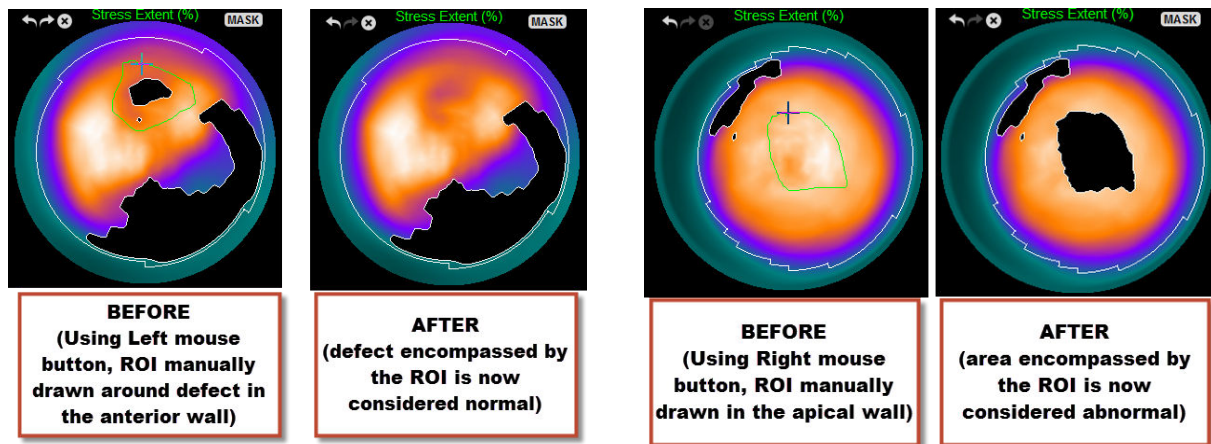 Stress Extent (%)
MASK
Stress Extent (%)
MASK
Stress Extent (%)
MASK
Stress Extent (%)
MASK
BEFORE
(Using Left mouse
button, ROI manually
drawn around defect in
the anterior wall)
AFTER
(defect encompassed by
the ROI is now
considered normal)
BEFORE
(Using Right mouse
button, ROI manually
drawn in the apical wall)
AFTER
(area encompassed by
the ROI is now
considered abnormal)